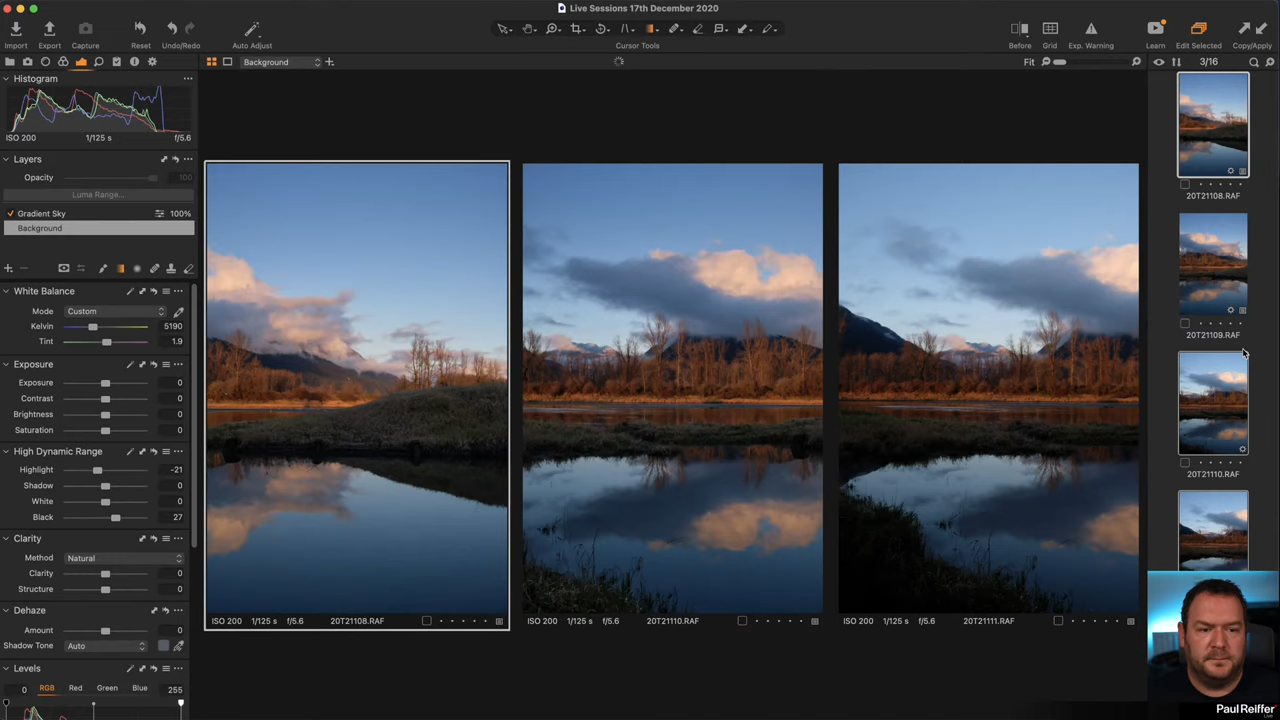 Live Sessions 17th December 2020
Import Export Capture Reset Undo/Redo Auto Adjust Cursor Tools Before Grid Exp. Warning Learn Edit Selected Copy/Apply
Background Fit 3/16
Histogram
ISO 200 1/125 s f/5.6
Layers
Opacity 100
Luma Range...
Gradient Sky 100%
Background
White Balance
Mode Custom
Kelvin 5190
Tint 1.9
Exposure
Exposure 0
Contrast 0
Brightness 0
Saturation 0
High Dynamic Range
Highlight -21
Shadow 0
White 0
Black 27
Clarity
Method Natural
Clarity 0
Structure 0
Dehaze
Amount 0
Shadow Tone Auto
Levels
0 RGB Red Green Blue 255
ISO 200 1/125 s f/5.6 20T21108.RAF
ISO 200 1/125 s f/5.6 20T21110.RAF
ISO 200 1/125 s f/5.6 20T21111.RAF
20T21108.RAF
20T21109.RAF
20T21110.RAF
PaulReiffer
Live